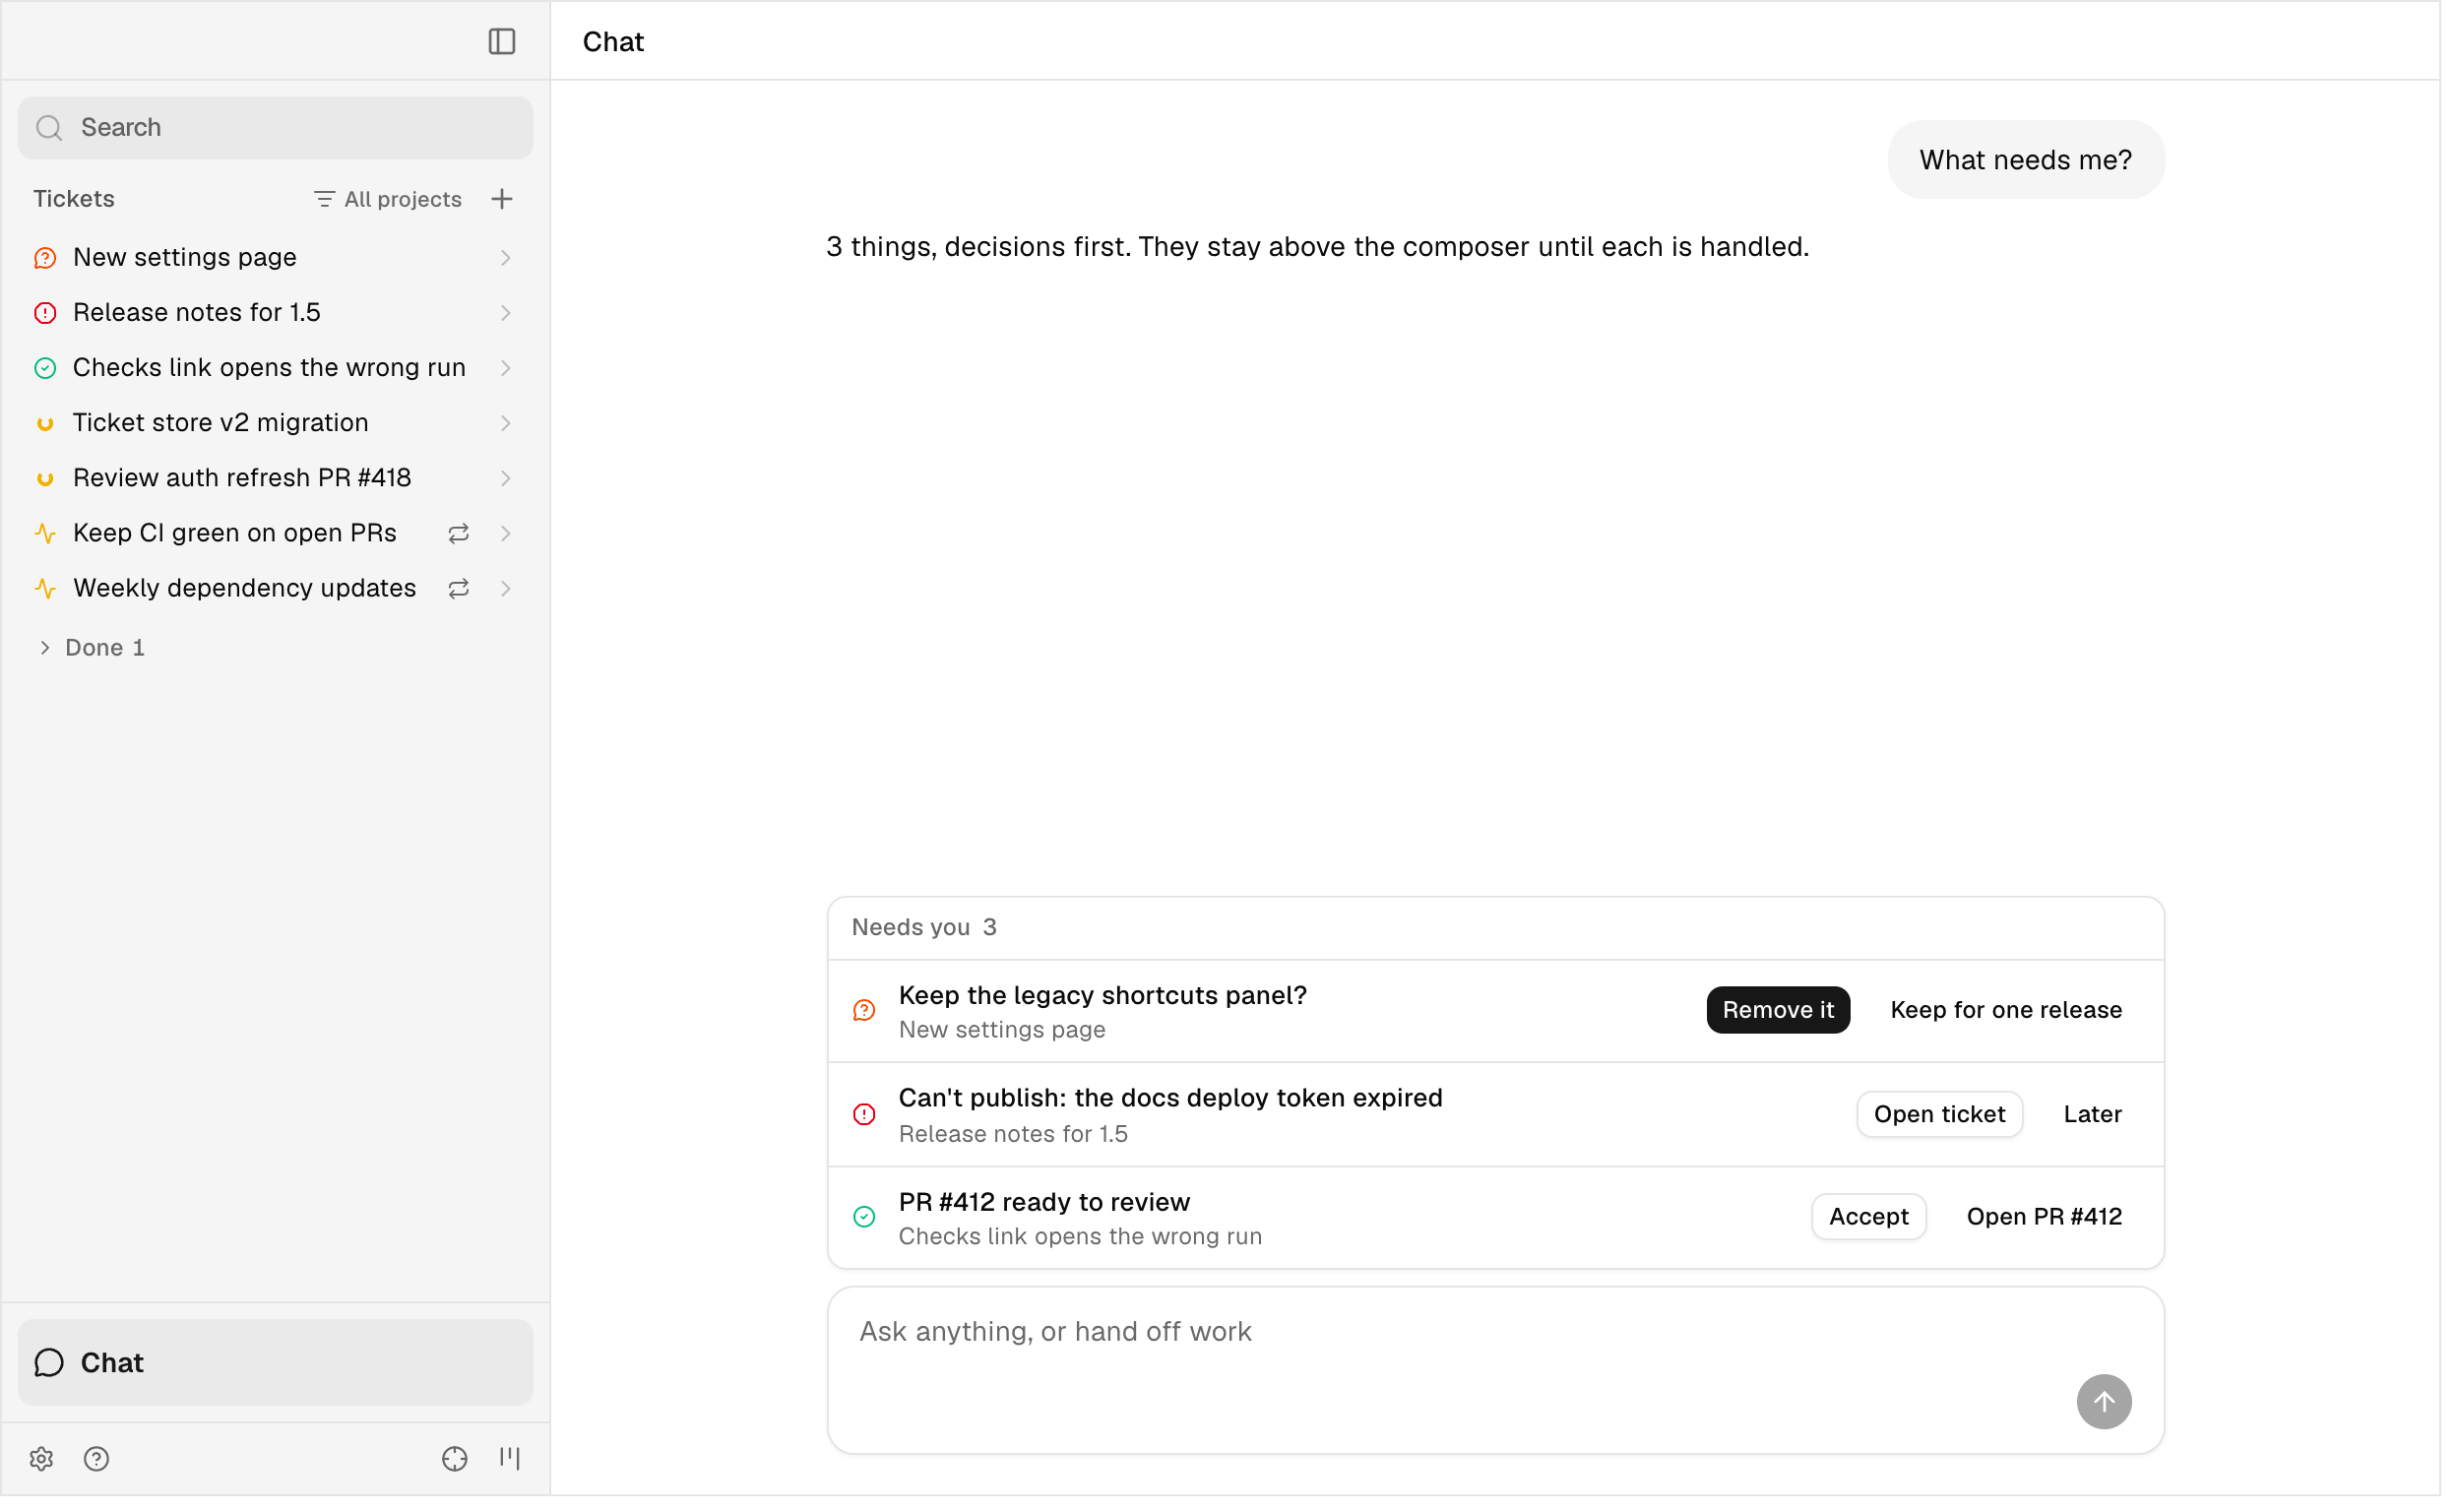 Chat
Search
Tickets
All projects
New settings page
Release notes for 1.5
Checks link opens the wrong run
Ticket store v2 migration
Review auth refresh PR #418
Keep CI green on open PRs
Weekly dependency updates
Done 1
Chat
What needs me?
3 things, decisions first. They stay above the composer until each is handled.
Needs you 3
Keep the legacy shortcuts panel?
New settings page
Remove it
Keep for one release
Can't publish: the docs deploy token expired
Release notes for 1.5
Open ticket
Later
PR #412 ready to review
Checks link opens the wrong run
Accept
Open PR #412
Ask anything, or hand off work